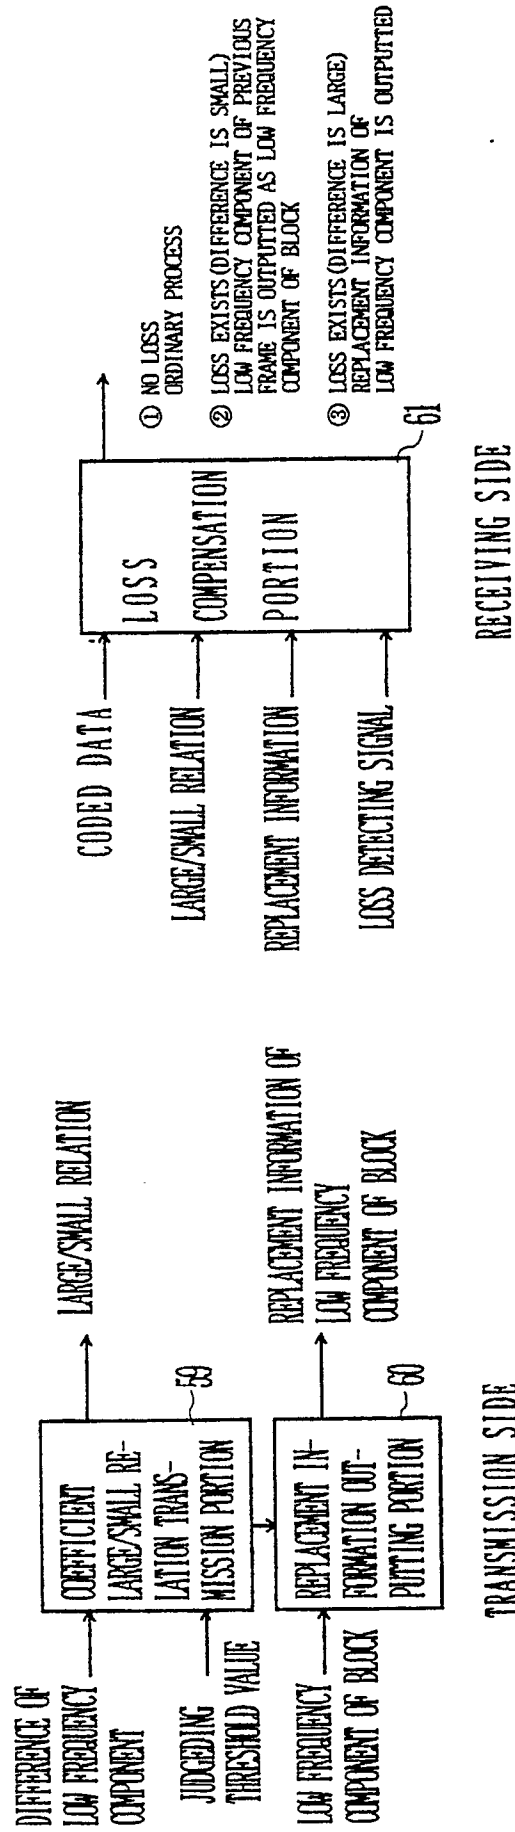 DIFFERENCE OF
LOW FREQUENCY
COMPONENT
JUDGEDING
THRESHOLD VALUE
COEFFICIENT
LARGE/SMALL RE-
LATION TRANS-
MISSION PORTION
59
LARGE/SMALL RELATION
LOW FREQUENCY
COMPONENT OF BLOCK
REPLACEMENT IN-
FORMATION OUT-
PUTTING PORTION
60
REPLACEMENT INFORMATION OF
LOW FREQUENCY
COMPONENT OF BLOCK
TRANSMISSION SIDE
CODED DATA
LARGE/SMALL RELATION
REPLACEMENT INFORMATION
LOSS DETECTING SIGNAL
LOSS
COMPENSATION
PORTION
61
① NO LOSS
ORDINARY PROCESS
② LOSS EXISTS(DIFFERENCE IS SMALL)
LOW FREQUENCY COMPONENT OF PREVIOUS
FRAME IS OUTPUTTED AS LOW FREQUENCY
COMPONENT OF BLOCK
③ LOSS EXISTS(DIFFERENCE IS LARGE)
REPLACEMENT INFORMATION OF
LOW FREQUENCY COMPONENT IS OUTPUTTED
RECEIVING SIDE